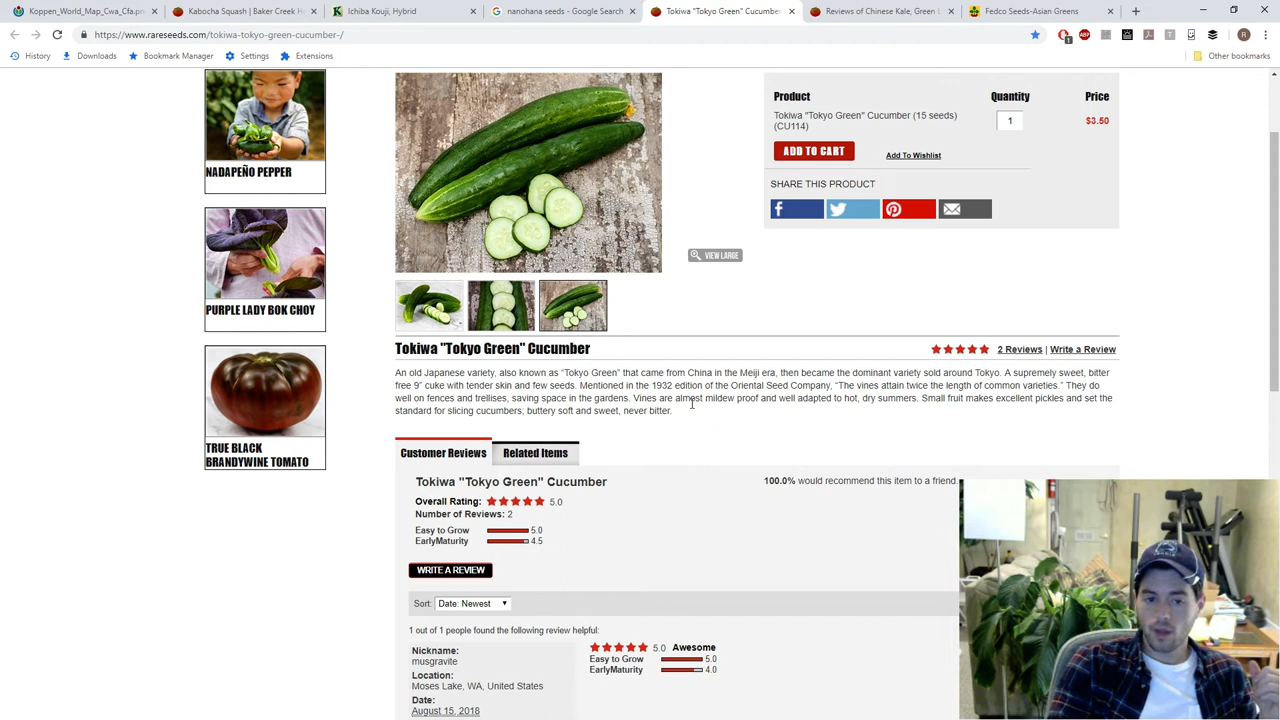 Koppen_World_Map_Cwa_Cfa.pn
Kabocha Squash | Baker Creek He
Ichiba Kouji, Hybrid
nanohana seeds - Google Search
Tokiwa "Tokyo Green" Cucumber
Reviews of Chinese Kale, Green L
Fedco Seeds-Asian Greens
https://www.rareseeds.com/tokiwa-tokyo-green-cucumber-/
History
Downloads
Bookmark Manager
Settings
Extensions
Other bookmarks
NADAPEÑO PEPPER
PURPLE LADY BOK CHOY
TRUE BLACK
BRANDYWINE TOMATO
VIEW LARGE
Product Quantity Price
Tokiwa "Tokyo Green" Cucumber (15 seeds)
(CU114)
1
$3.50
ADD TO CART
Add To Wishlist
SHARE THIS PRODUCT
Tokiwa "Tokyo Green" Cucumber
2 Reviews | Write a Review
An old Japanese variety, also known as “Tokyo Green” that came from China in the Meiji era, then became the dominant variety sold around Tokyo. A supremely sweet, bitter
free 9” cuke with tender skin and few seeds. Mentioned in the 1932 edition of the Oriental Seed Company, “The vines attain twice the length of common varieties.” They do
well on fences and trellises, saving space in the gardens. Vines are almost mildew proof and well adapted to hot, dry summers. Small fruit makes excellent pickles and set the
standard for slicing cucumbers; buttery soft and sweet, never bitter.
Customer Reviews
Related Items
Tokiwa "Tokyo Green" Cucumber
100.0% would recommend this item to a friend.
Overall Rating: 5.0
Number of Reviews: 2
Easy to Grow 5.0
EarlyMaturity 4.5
WRITE A REVIEW
Sort: Date: Newest
1 out of 1 people found the following review helpful:
Nickname:
musgravite
Location:
Moses Lake, WA, United States
Date:
August 15, 2018
5.0 Awesome
Easy to Grow 5.0
EarlyMaturity 4.0